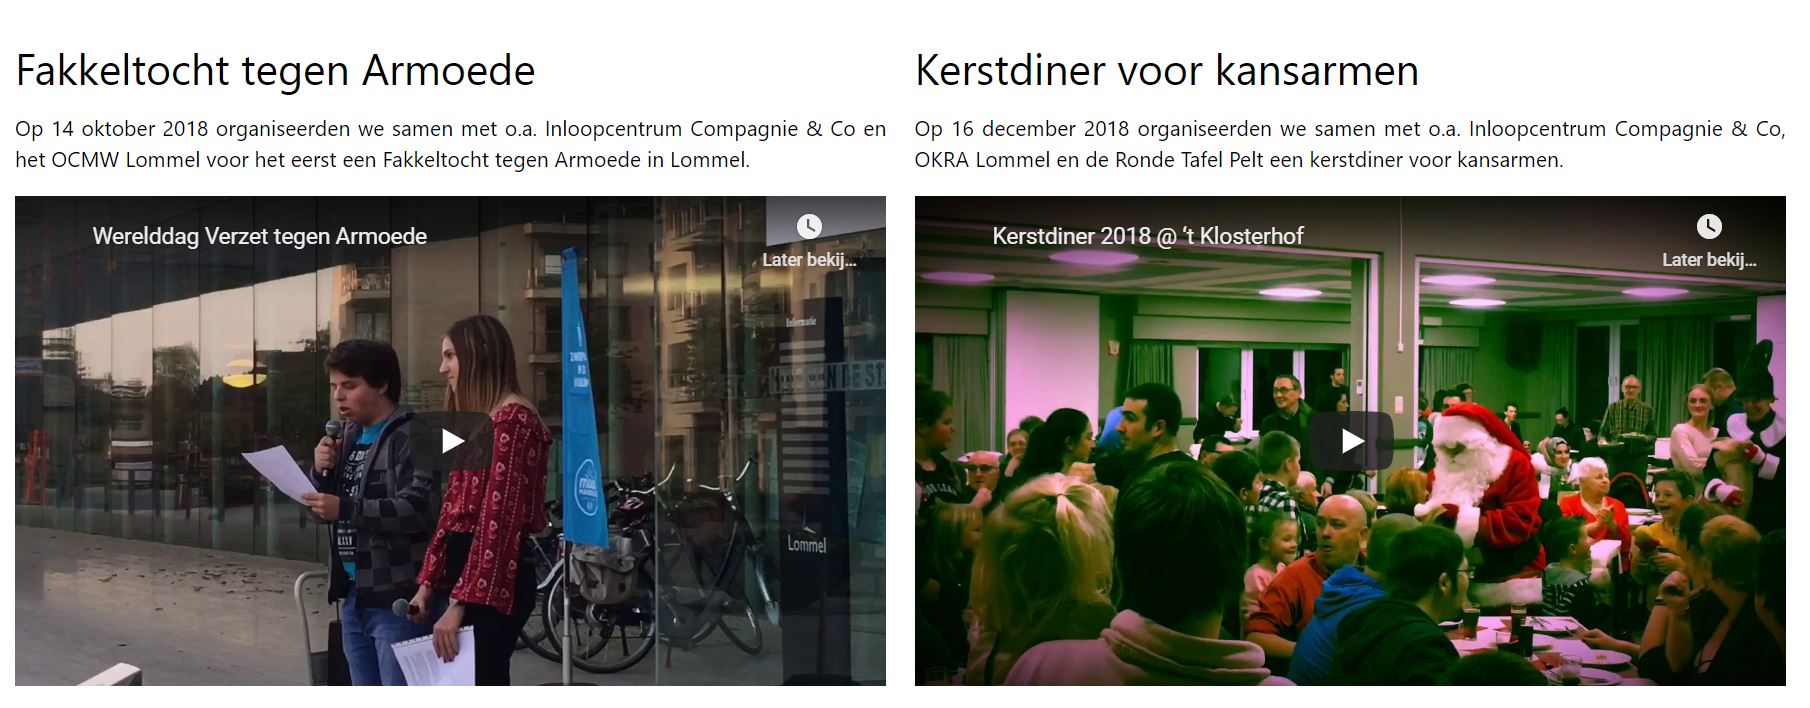 Fakkeltocht tegen Armoede
Op 14 oktober 2018 organiseerden we samen met o.a. Inloopcentrum Compagnie & Co en
het OCMW Lommel voor het eerst een Fakkeltocht tegen Armoede in Lommel.
Werelddag Verzet tegen Armoede
Later bekij...
Informatie
Lommel
Kerstdiner voor kansarmen
Op 16 december 2018 organiseerden we samen met o.a. Inloopcentrum Compagnie & Co,
OKRA Lommel en de Ronde Tafel Pelt een kerstdiner voor kansarmen.
Kerstdiner 2018 @ ‘t Klosterhof
Later bekij...